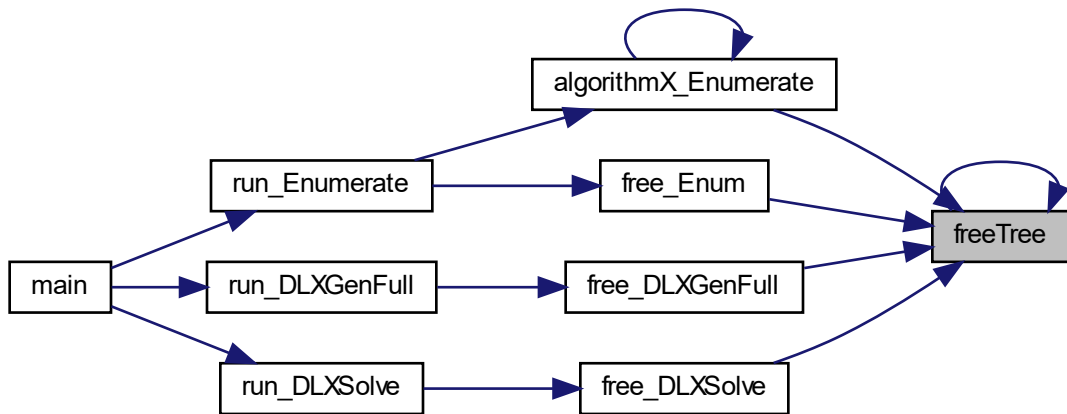 algorithmX_Enumerate
run_Enumerate
free_Enum
freeTree
main
run_DLXGenFull
free_DLXGenFull
run_DLXSolve
free_DLXSolve